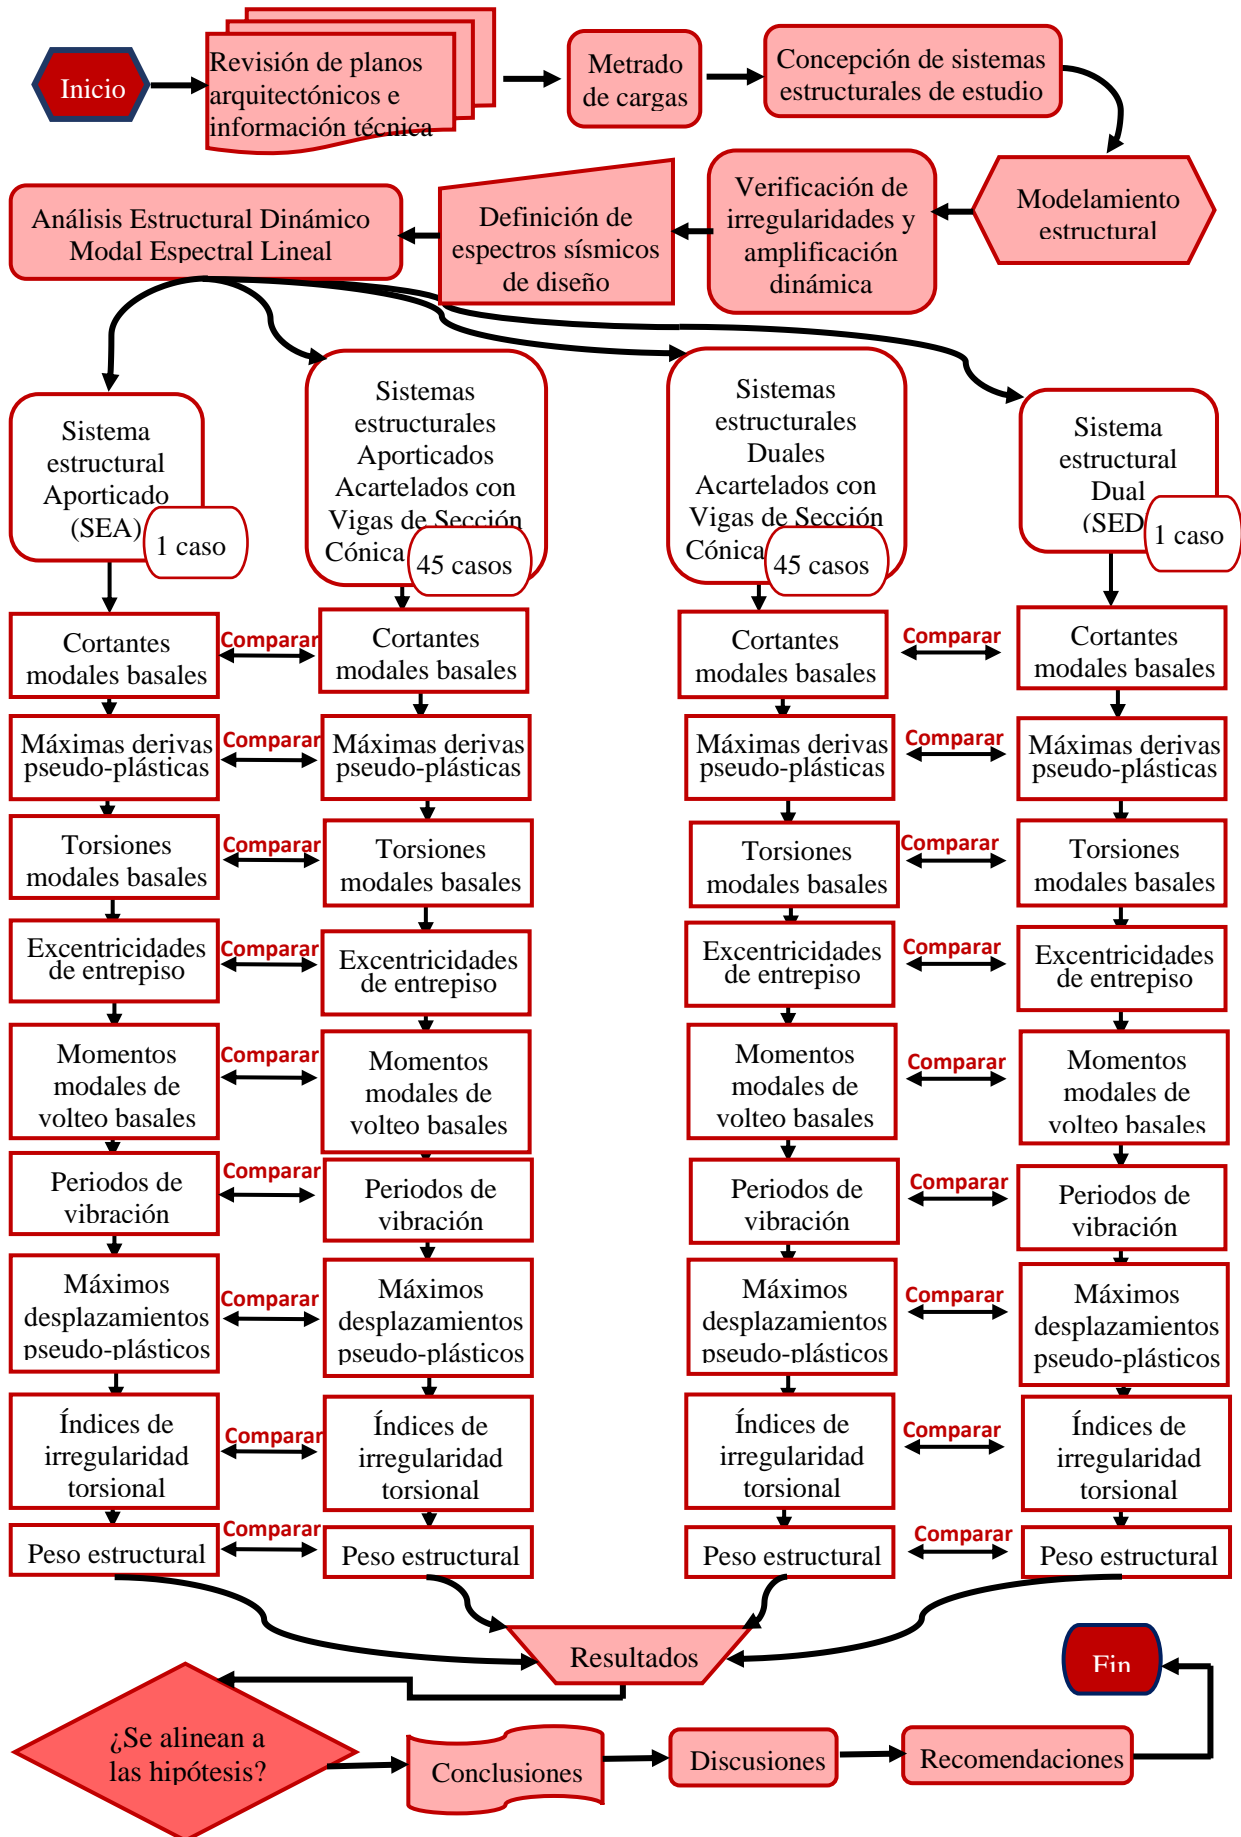 Inicio
Revisión de planos
arquitectónicos e
información técnica
Metrado
de cargas
Concepción de sistemas
estructurales de estudio
Modelamiento
estructural
Verificación de
irregularidades y
amplificación
dinámica
Definición de
espectros sísmicos
de diseño
Análisis Estructural Dinámico
Modal Espectral Lineal
Sistema
estructural
Aporticado
(SEA)
1 caso
Sistemas
estructurales
Aporticados
Acartelados con
Vigas de Sección
Cónica
45 casos
Sistemas
estructurales
Duales
Acartelados con
Vigas de Sección
Cónica
45 casos
Sistema
estructural
Dual
(SED
1 caso
Cortantes
modales basales
Comparar
Cortantes
modales basales
Cortantes
modales basales
Comparar
Cortantes
modales basales
Máximas derivas
pseudo-plásticas
Comparar
Máximas derivas
pseudo-plásticas
Máximas derivas
pseudo-plásticas
Comparar
Máximas derivas
pseudo-plásticas
Torsiones
modales basales
Comparar
Torsiones
modales basales
Torsiones
modales basales
Comparar
Torsiones
modales basales
Excentricidades
de entrepiso
Comparar
Excentricidades
de entrepiso
Excentricidades
de entrepiso
Comparar
Excentricidades
de entrepiso
Momentos
modales de
volteo basales
Comparar
Momentos
modales de
volteo basales
Momentos
modales de
volteo basales
Comparar
Momentos
modales de
volteo basales
Periodos de
vibración
Comparar
Periodos de
vibración
Periodos de
vibración
Comparar
Periodos de
vibración
Máximos
desplazamientos
pseudo-plásticos
Comparar
Máximos
desplazamientos
pseudo-plásticos
Máximos
desplazamientos
pseudo-plásticos
Comparar
Máximos
desplazamientos
pseudo-plásticos
Índices de
irregularidad
torsional
Comparar
Índices de
irregularidad
torsional
Índices de
irregularidad
torsional
Comparar
Índices de
irregularidad
torsional
Peso estructural
Comparar
Peso estructural
Peso estructural
Comparar
Peso estructural
Resultados
¿Se alinean a
las hipótesis?
Conclusiones
Discusiones
Recomendaciones
Fin